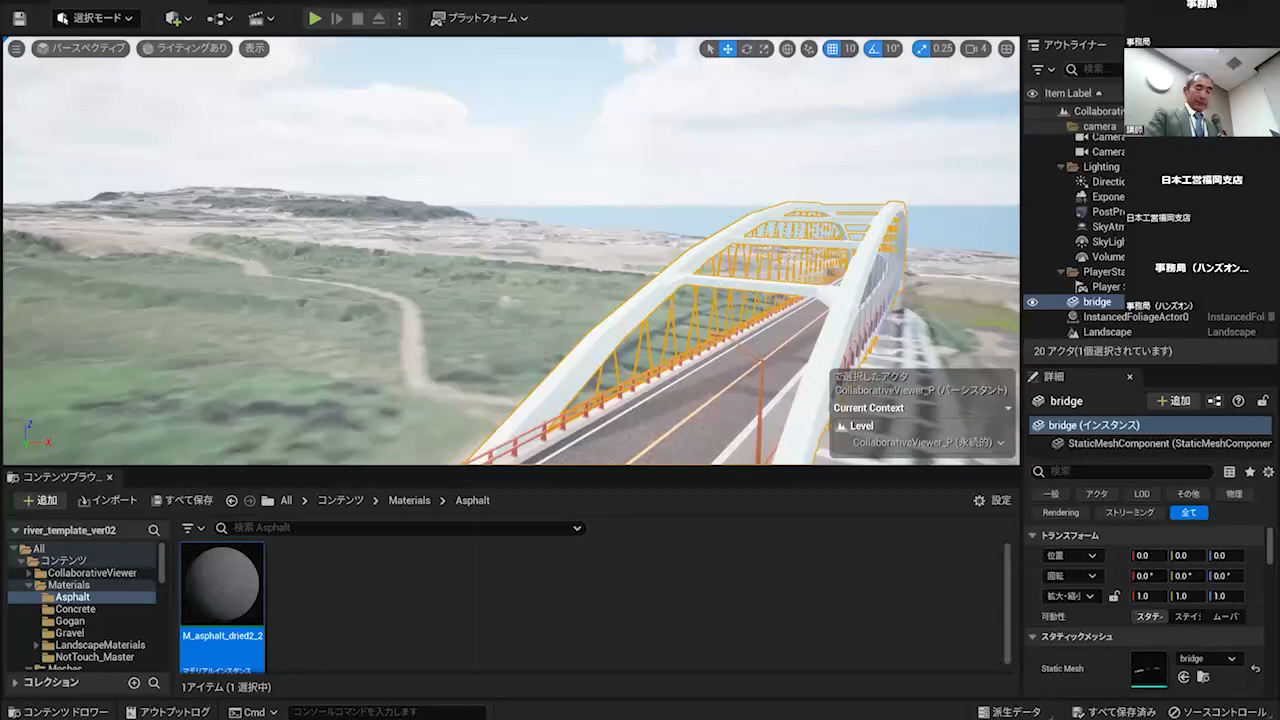 事務局
選択モード
プラットフォーム
パースペクティブ
ライティングあり
表示
10
10°
0.25
4
アウトライナー
検索
Item Label
Collaborati
camera
Camera
Camera
Lighting
Directio
Expone
PostPr
SkyAtm
SkyLigh
Volume
PlayerSta
Player S
bridge
InstancedFoliageActor0 InstancedFol
Landscape Landscape
20 アクタ(1個選択されています)
事務局
講師
日本工営福岡支店
日本工営福岡支店
事務局（ハンズオン...
事務局（ハンズオン）
で選択したアクタ
CollaborativeViewer_P (パーシスタント)
Current Context
Level
CollaborativeViewer_P (永続的)
Z
X
詳細
bridge
追加
bridge (インスタンス)
StaticMeshComponent (StaticMeshComponer
検索
一般
アクタ
LOD
その他
物理
Rendering
ストリーミング
全て
トランスフォーム
位置 0.0 0.0 0.0
回転 0.0° 0.0° 0.0°
拡大・縮小 1.0 1.0 1.0
可動性 スタテ ステイ: ムーバ
スタティックメッシュ
Static Mesh
bridge
コンテンツブラウ...
追加
インポート
すべて保存
All > コンテンツ > Materials > Asphalt
設定
river_template_ver02
検索 Asphalt
All
コンテンツ
CollaborativeViewer
Materials
Asphalt
Concrete
Gogan
Gravel
LandscapeMaterials
NotTouch_Master
Meshes
コレクション
M_asphalt_dried2_2
マテリアルインスタンス
1アイテム (1 選択中)
コンテンツドロワー
アウトプットログ
Cmd
コンソールコマンドを入力します
派生データ
すべて保存済み
ソースコントロール